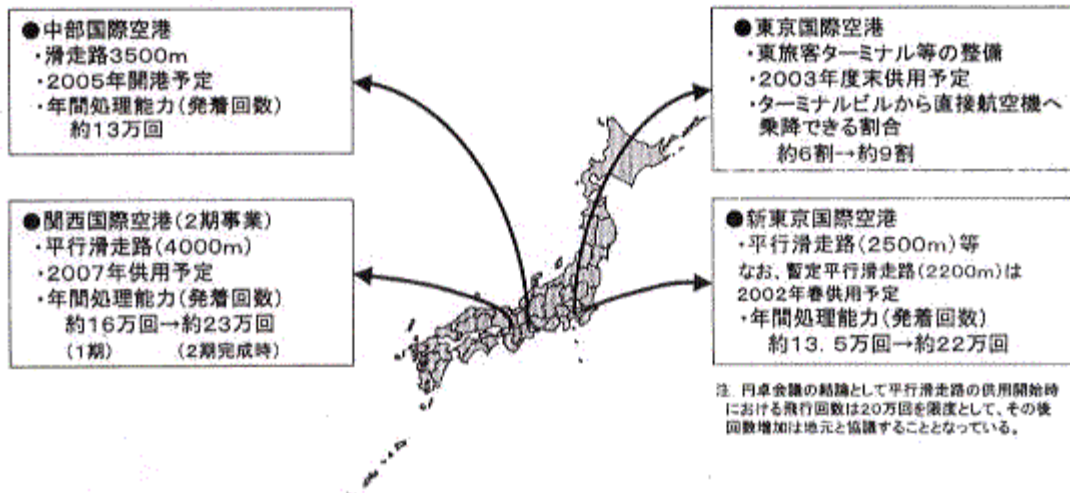 ●中部国際空港
・滑走路3500m
・2005年開港予定
・年間処理能力(発着回数)
約13万回
●関西国際空港(2期事業)
・平行滑走路(4000m)
・2007年供用予定
・年間処理能力(発着回数)
約16万回→約23万回
(1期) (2期完成時)
●東京国際空港
・東旅客ターミナル等の整備
・2003年度末供用予定
・ターミナルビルから直接航空機へ
乗降できる割合
約6割→約9割
●新東京国際空港
・平行滑走路(2500m)等
なお、暫定平行滑走路(2200m)は
2002年春供用予定
・年間処理能力(発着回数)
約13.5万回→約22万回
注 円卓会議の結論として平行滑走路の供用開始時
における飛行回数は20万回を限度として、その後
回数増加は地元と協議することとなっている。